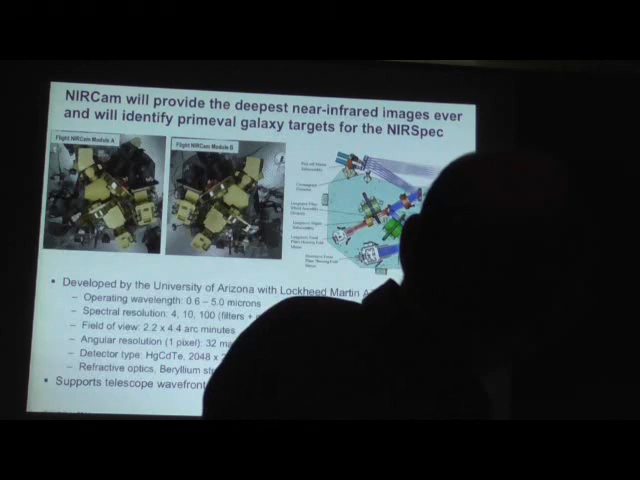 NIRCam will provide the deepest near-infrared images ever
and will identify primeval galaxy targets for the NIRSpec
Flight NIRCam Module A
Flight NIRCam Module B
• Developed by the University of Arizona with Lockheed Martin
– Operating wavelength: 0.6 – 5.0 microns
– Spectral resolution: 4, 10, 100 (filters +
– Field of view: 2.2 x 4.4 arc minutes
– Angular resolution (1 pixel): 32
– Detector type: HgCdTe, 2048 x
– Refractive optics, Beryllium
• Supports telescope wavefront